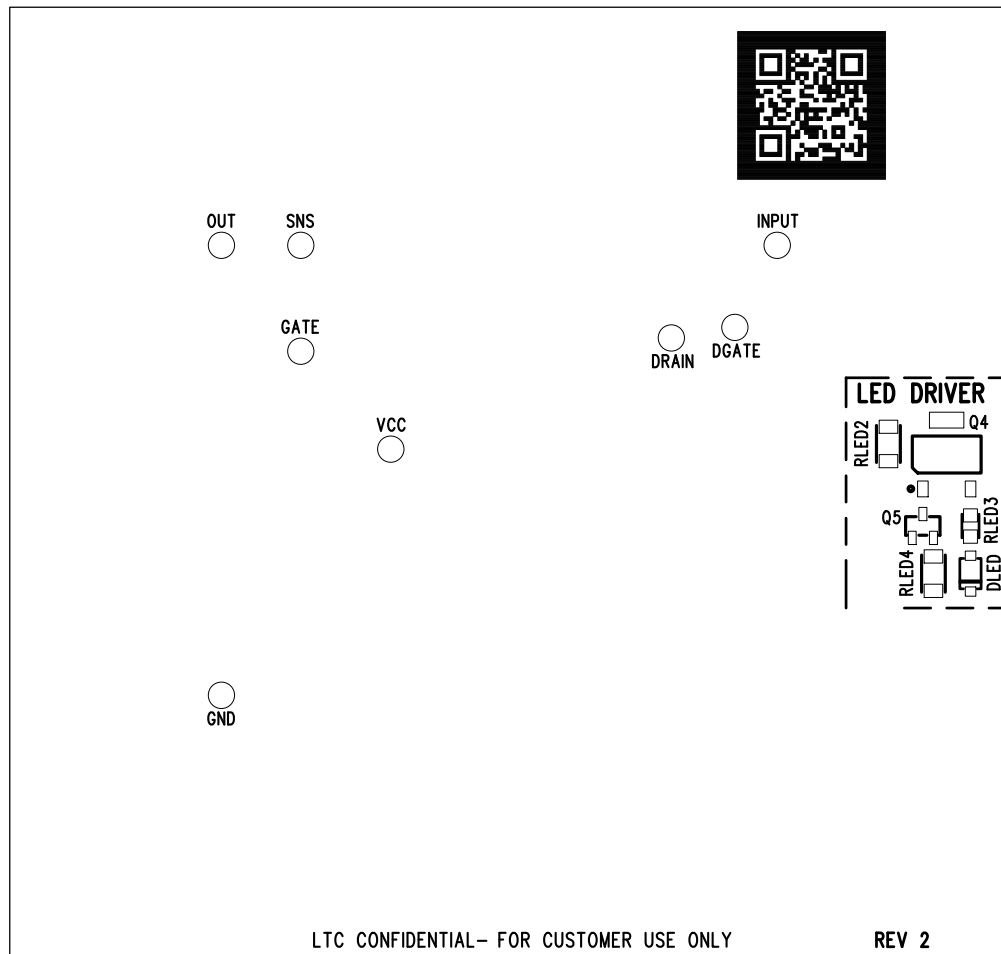 OUT
SNS
INPUT
GATE
DRAIN
DGATE
LED DRIVER
VCC
RLED2
Q4
Q5
RLED3
RLED4
DLED
GND
LTC CONFIDENTIAL- FOR CUSTOMER USE ONLY
REV 2